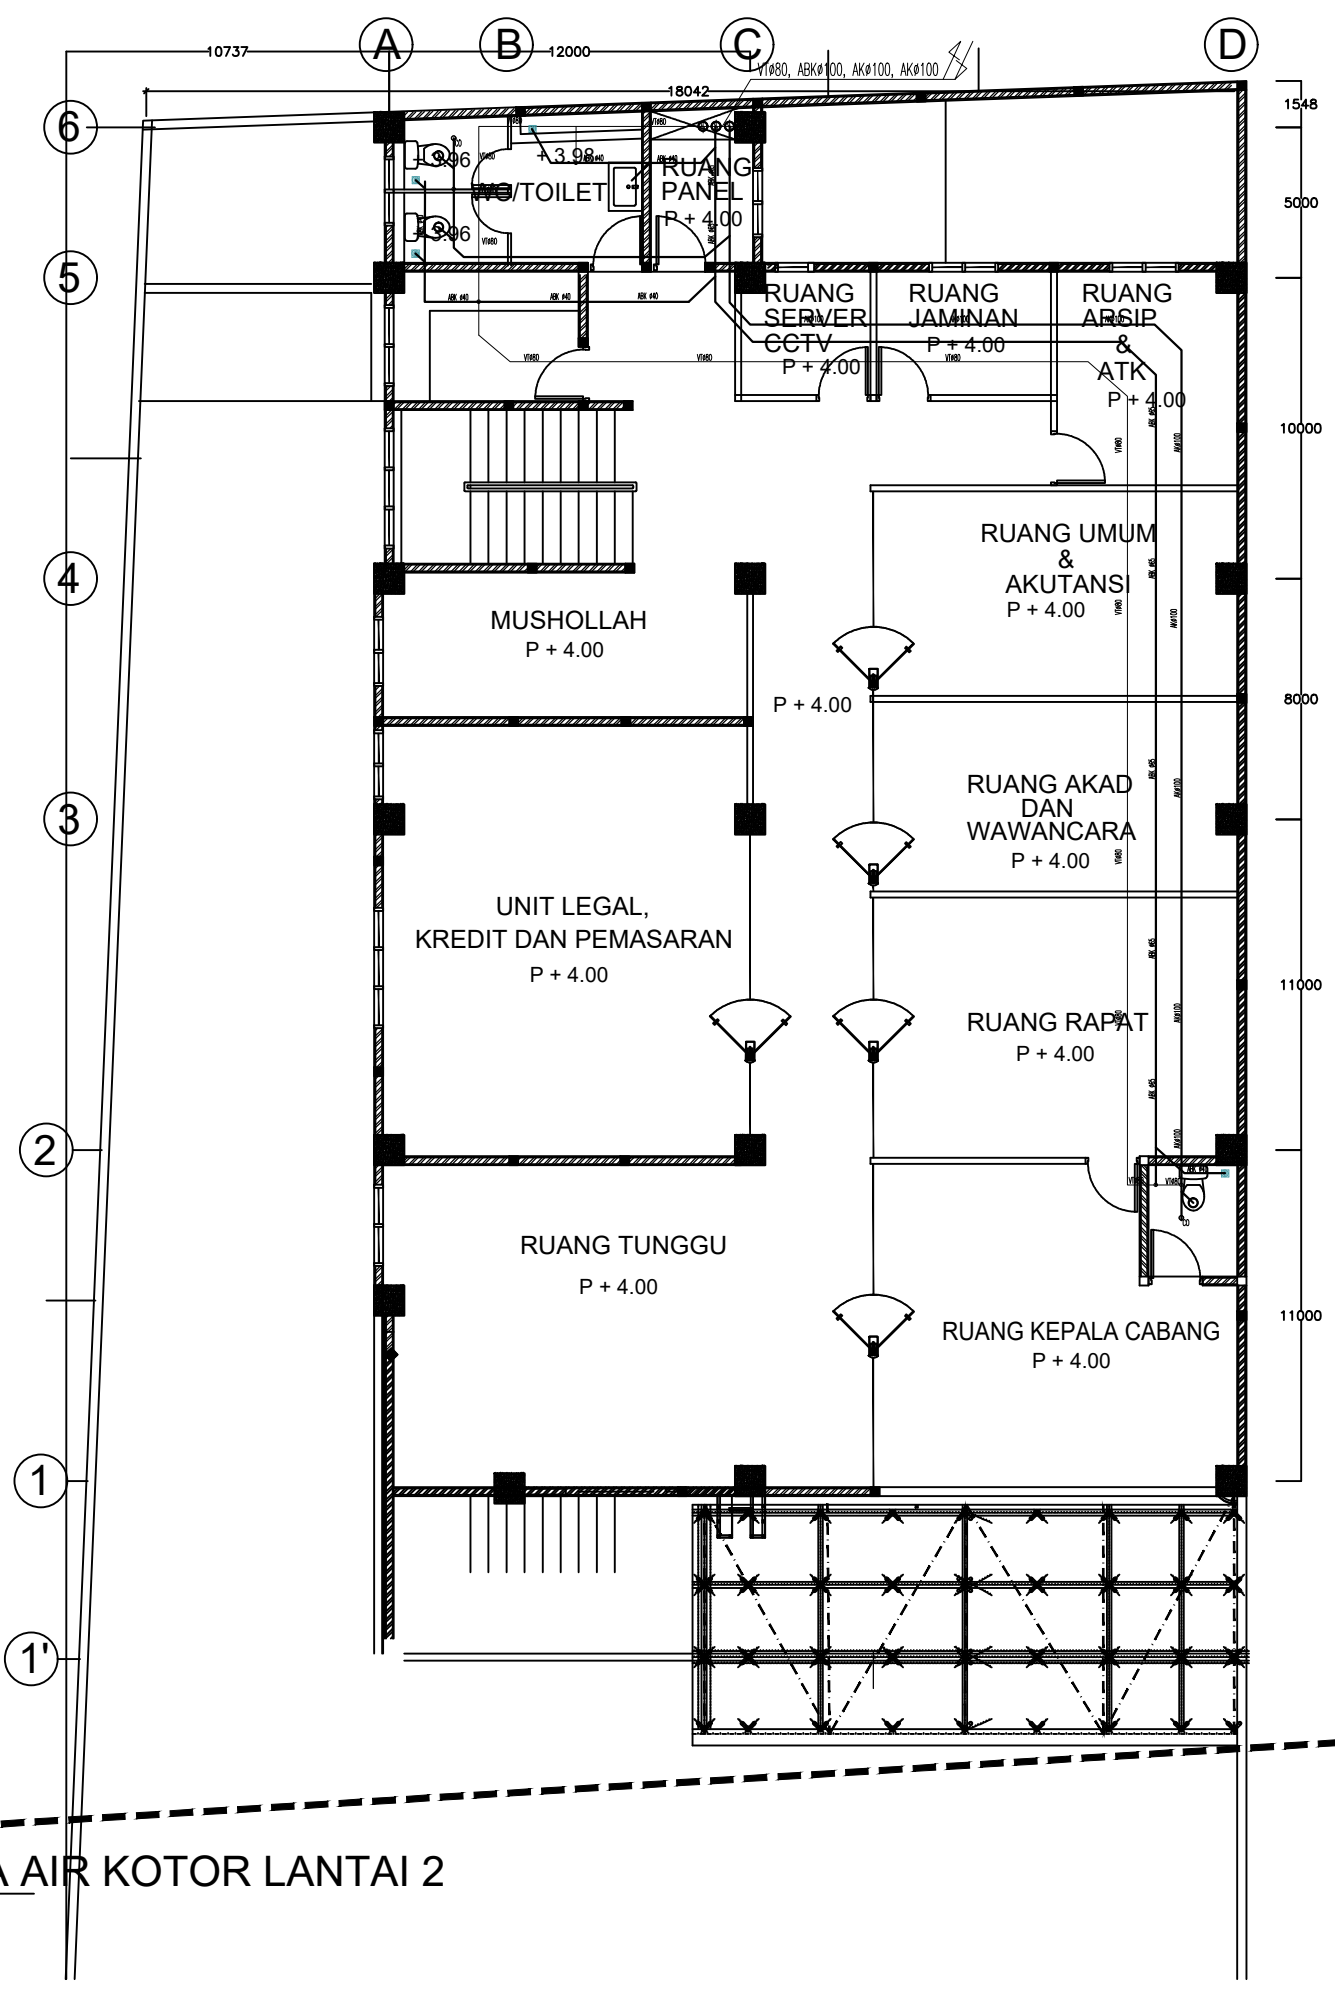 A
B
C
D
10737
12000
VTø80, ABKø100, AKø100, AKø100
18042
1548
6
+ 3.96
+ 3.98
WC/TOILET
RUANG
PANEL
P + 4.00
+ 3.96
5000
5
ABK ø40
ABK ø40
ABK ø40
RUANG
SERVER
CCTV
P + 4.00
RUANG
JAMINAN
P + 4.00
RUANG
ARSIP
&
ATK
P + 4.00
VTø80
VTø80
VTø80
10000
RUANG UMUM
&
AKUTANSI
P + 4.00
4
MUSHOLLAH
P + 4.00
P + 4.00
8000
3
RUANG AKAD
DAN
WAWANCARA
P + 4.00
UNIT LEGAL,
KREDIT DAN PEMASARAN
P + 4.00
11000
RUANG RAPAT
P + 4.00
2
RUANG TUNGGU
P + 4.00
CO
RUANG KEPALA CABANG
P + 4.00
11000
1
1'
A AIR KOTOR LANTAI 2